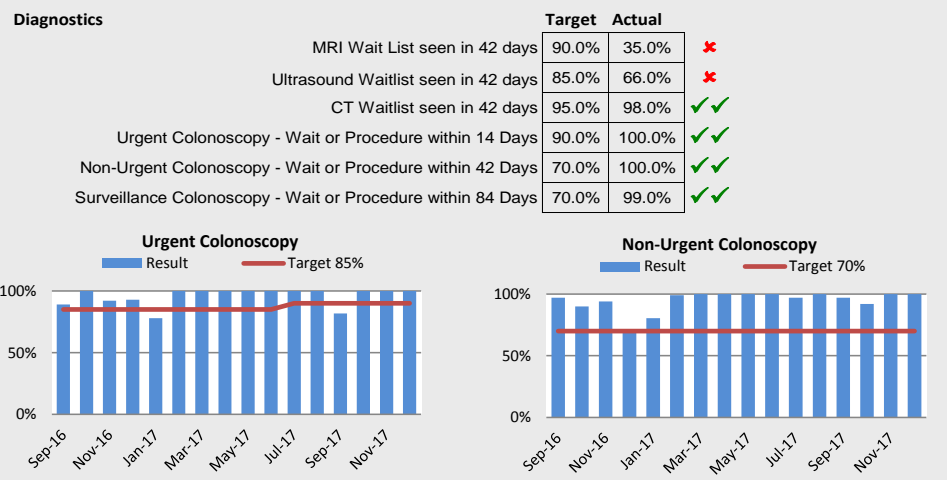 Diagnostics Target Actual
MRI Wait List seen in 42 days 90.0% 35.0%
Ultrasound Waitlist seen in 42 days 85.0% 66.0%
CT Waitlist seen in 42 days 95.0% 98.0%
Urgent Colonoscopy - Wait or Procedure within 14 Days 90.0% 100.0%
Non-Urgent Colonoscopy - Wait or Procedure within 42 Days 70.0% 100.0%
Surveillance Colonoscopy - Wait or Procedure within 84 Days 70.0% 99.0%
Urgent Colonoscopy
Result Target 85%
100%
50%
0%
Sep-16 Nov-16 Jan-17 Mar-17 May-17 Jul-17 Sep-17 Nov-17
Non-Urgent Colonoscopy
Result Target 70%
100%
50%
0%
Sep-16 Nov-16 Jan-17 Mar-17 May-17 Jul-17 Sep-17 Nov-17